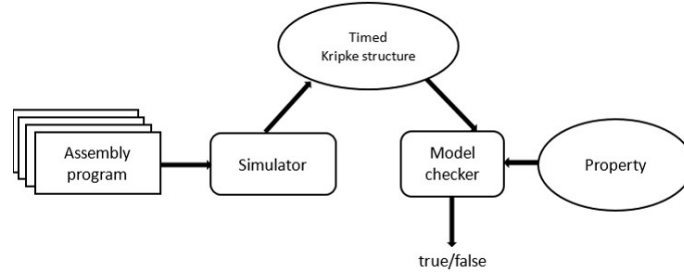 Timed
Kripke structure
Assembly
program
Simulator
Model
checker
Property
true/false